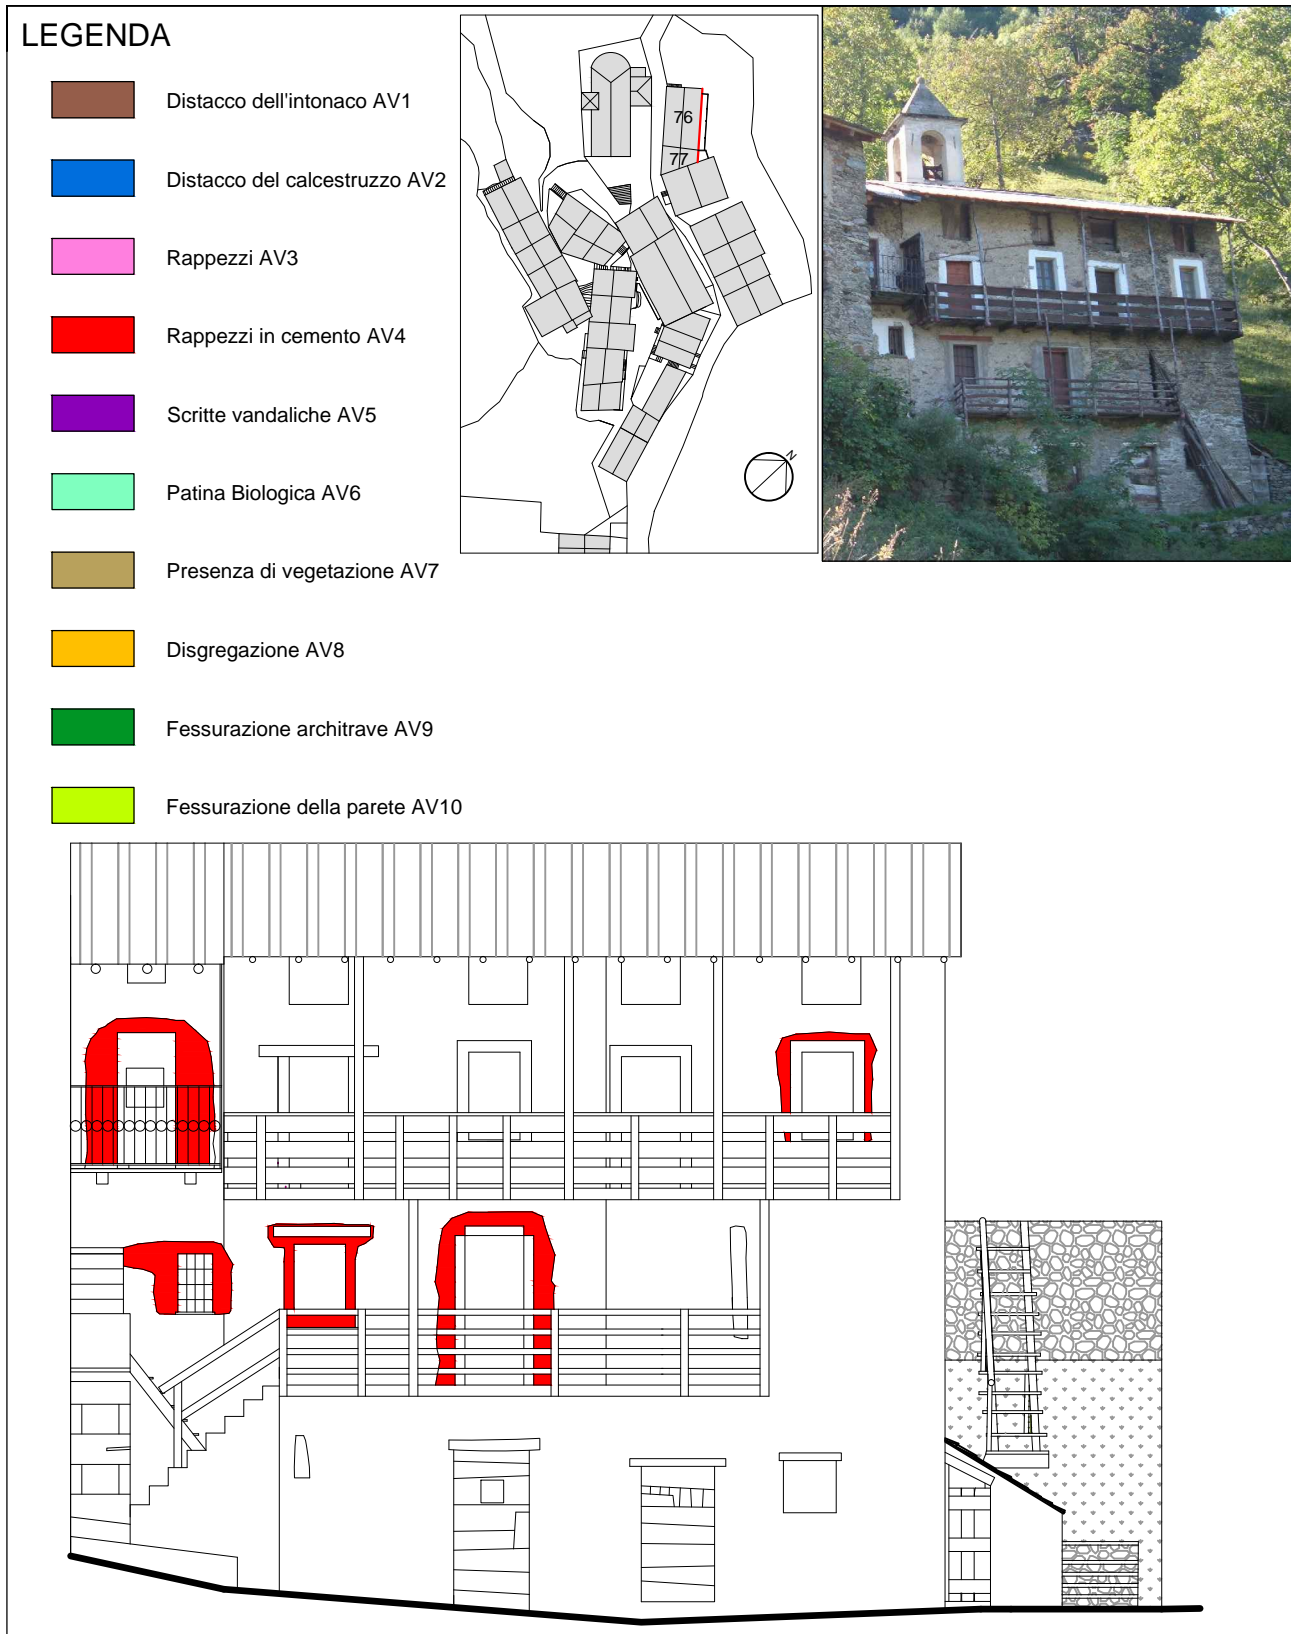 LEGENDA
Distacco dell'intonaco AV1
Distacco del calcestruzzo AV2
Rappezzi AV3
Rappezzi in cemento AV4
Scritte vandaliche AV5
Patina Biologica AV6
Presenza di vegetazione AV7
Disgregazione AV8
Fessurazione architrave AV9
Fessurazione della parete AV10
76
77
N